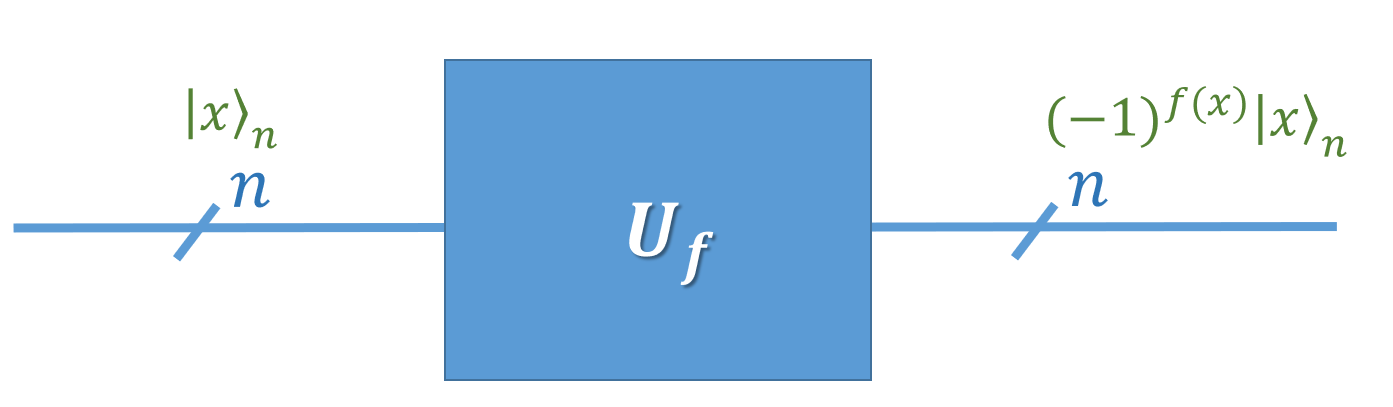 |x⟩ₙ
n
U_f
(−1)^{f(x)}|x⟩ₙ
n